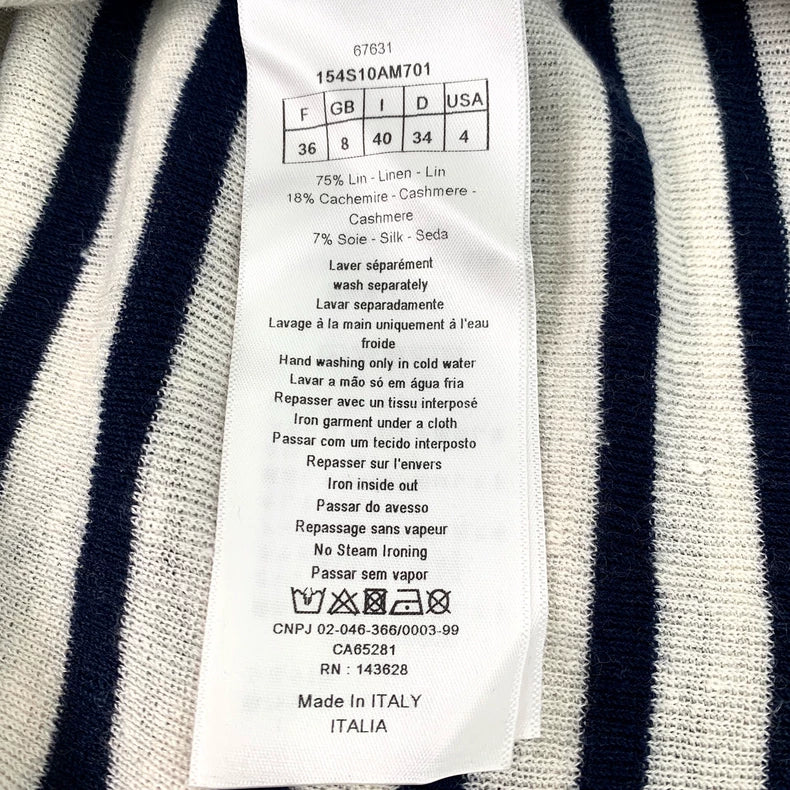 67631
154S10AM701
F GB I D USA
36 8 40 34 4
75% Lin - Linen - Lin
18% Cachemire - Cashmere -
Cashmere
7% Soie - Silk - Seda
Laver séparément
wash separately
Lavar separadamente
Lavage à la main uniquement à l'eau
froide
Hand washing only in cold water
Lavar a mão só em água fria
Repasser avec un tissu interposé
Iron garment under a cloth
Passar com um tecido interposto
Repasser sur l'envers
Iron inside out
Passar do avesso
Repassage sans vapeur
No Steam Ironing
Passar sem vapor
CNPJ 02-046-366/0003-99
CA65281
RN : 143628
Made In ITALY
ITALIA